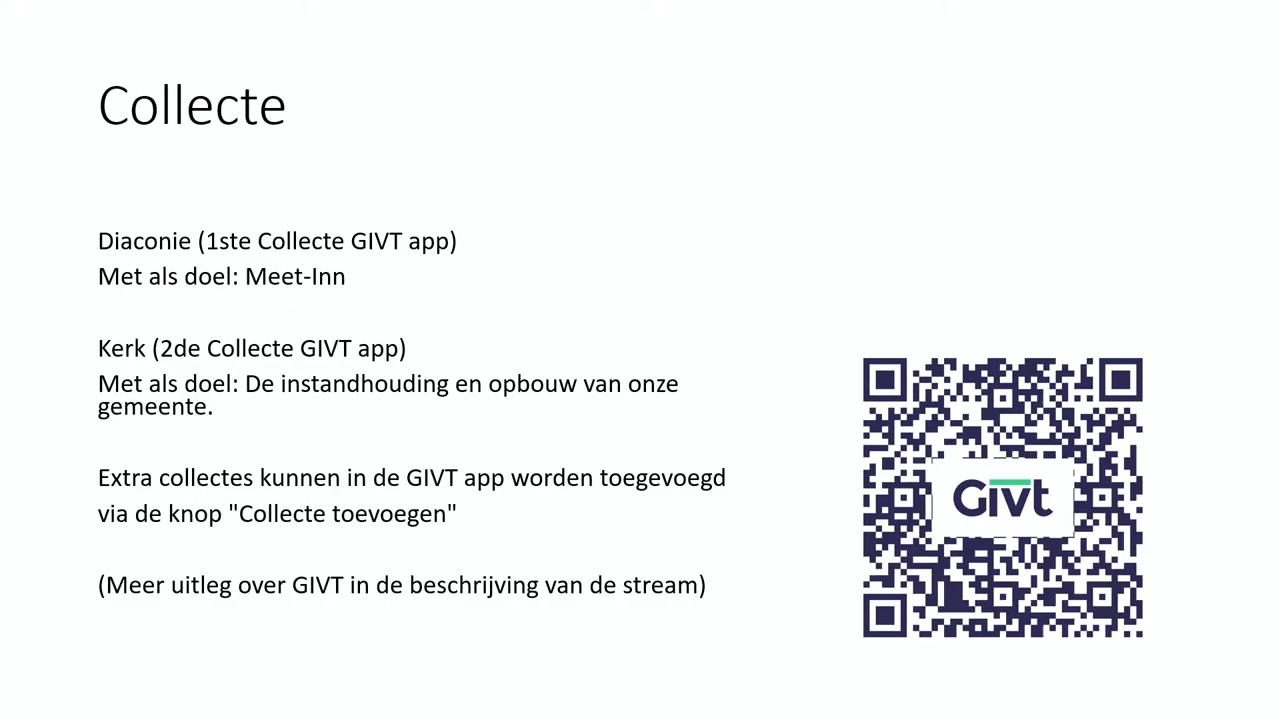 Collecte
Diaconie (1ste Collecte GIVT app)
Met als doel: Meet-Inn
Kerk (2de Collecte GIVT app)
Met als doel: De instandhouding en opbouw van onze
gemeente.
Extra collectes kunnen in de GIVT app worden toegevoegd
via de knop "Collecte toevoegen"
(Meer uitleg over GIVT in de beschrijving van de stream)
Givt